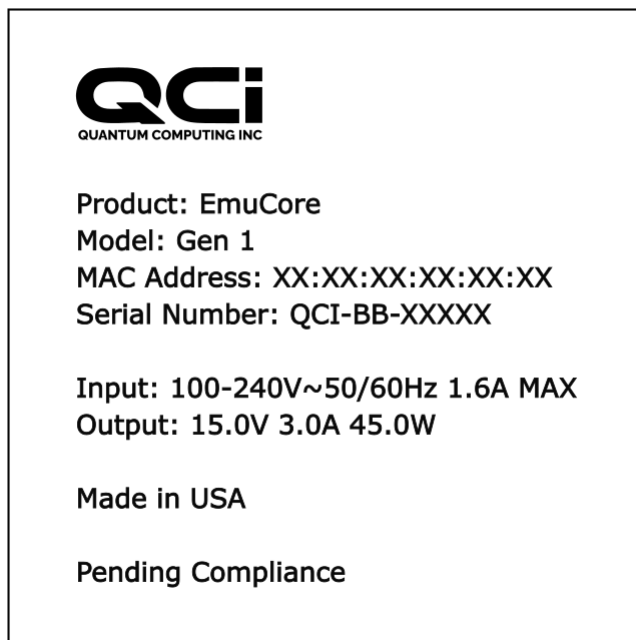 QCi
QUANTUM COMPUTING INC
Product: EmuCore
Model: Gen 1
MAC Address: XX:XX:XX:XX:XX:XX
Serial Number: QCI-BB-XXXXX
Input: 100-240V~50/60Hz 1.6A MAX
Output: 15.0V 3.0A 45.0W
Made in USA
Pending Compliance